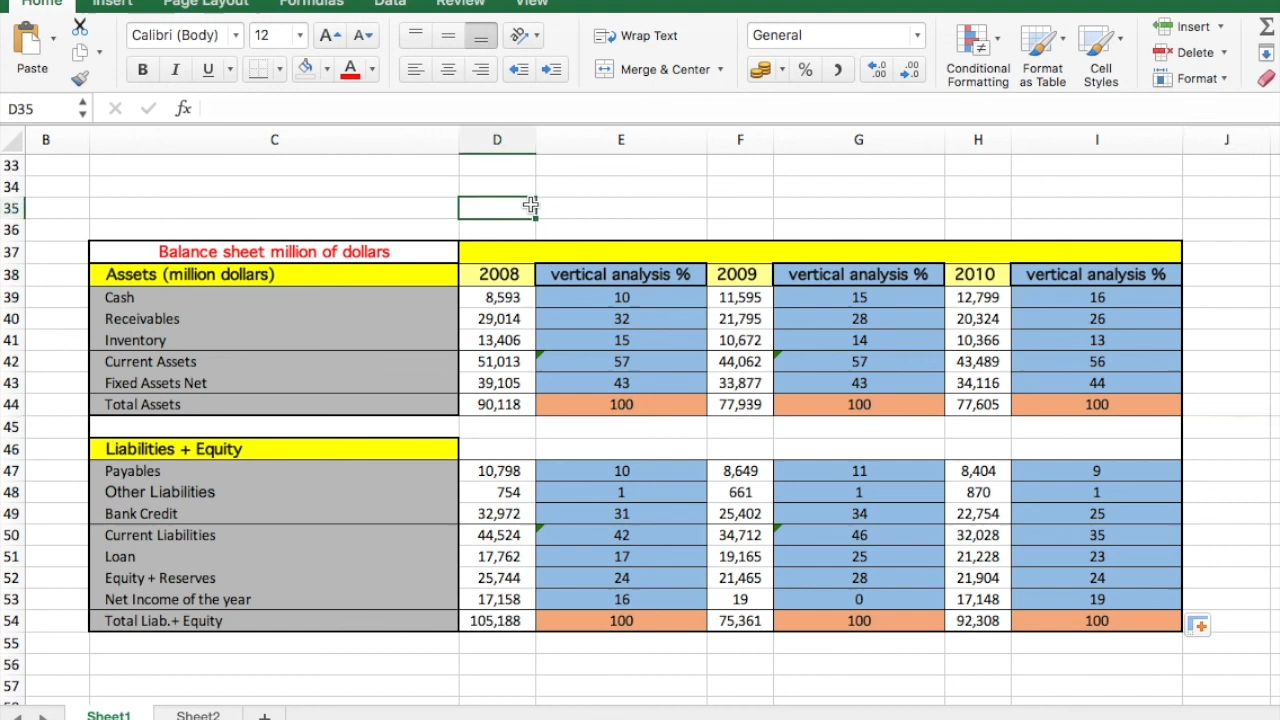 Home Insert Page Layout Formulas Data Review View
Calibri (Body) 12 A A Wrap Text General Insert
Paste B I U A Merge & Center % Conditional Formatting Format as Table Cell Styles Delete Format
D35 fx
B C D E F G H I J
33
34
35
36
37 Balance sheet million of dollars
38 Assets (million dollars) 2008 vertical analysis % 2009 vertical analysis % 2010 vertical analysis %
39 Cash 8,593 10 11,595 15 12,799 16
40 Receivables 29,014 32 21,795 28 20,324 26
41 Inventory 13,406 15 10,672 14 10,366 13
42 Current Assets 51,013 57 44,062 57 43,489 56
43 Fixed Assets Net 39,105 43 33,877 43 34,116 44
44 Total Assets 90,118 100 77,939 100 77,605 100
45
46 Liabilities + Equity
47 Payables 10,798 10 8,649 11 8,404 9
48 Other Liabilities 754 1 661 1 870 1
49 Bank Credit 32,972 31 25,402 34 22,754 25
50 Current Liabilities 44,524 42 34,712 46 32,028 35
51 Loan 17,762 17 19,165 25 21,228 23
52 Equity + Reserves 25,744 24 21,465 28 21,904 24
53 Net Income of the year 17,158 16 19 0 17,148 19
54 Total Liab.+ Equity 105,188 100 75,361 100 92,308 100
55
56
57
Sheet1 Sheet2 +